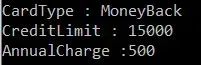 CardType : MoneyBack
CreditLimit : 15000
AnnualCharge :500